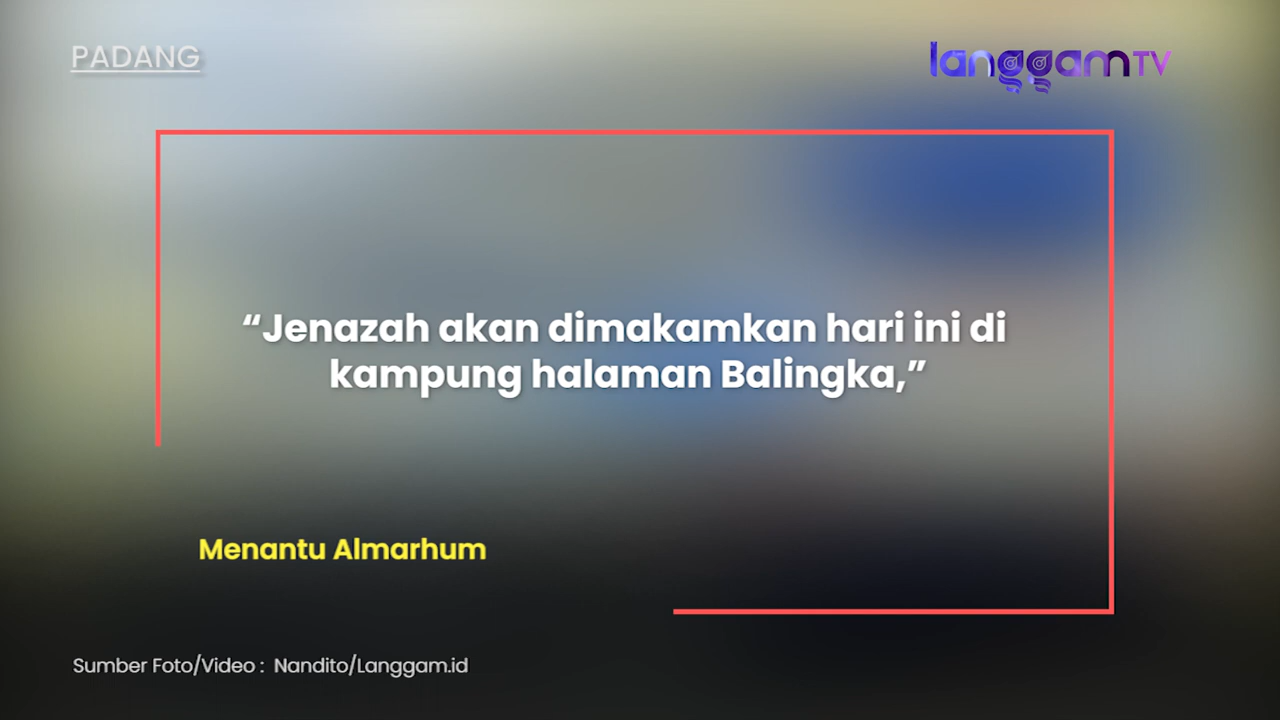 PADANG
langgamTV
“Jenazah akan dimakamkan hari ini di
kampung halaman Balingka,”
Menantu Almarhum
Sumber Foto/Video : Nandito/Langgam.id